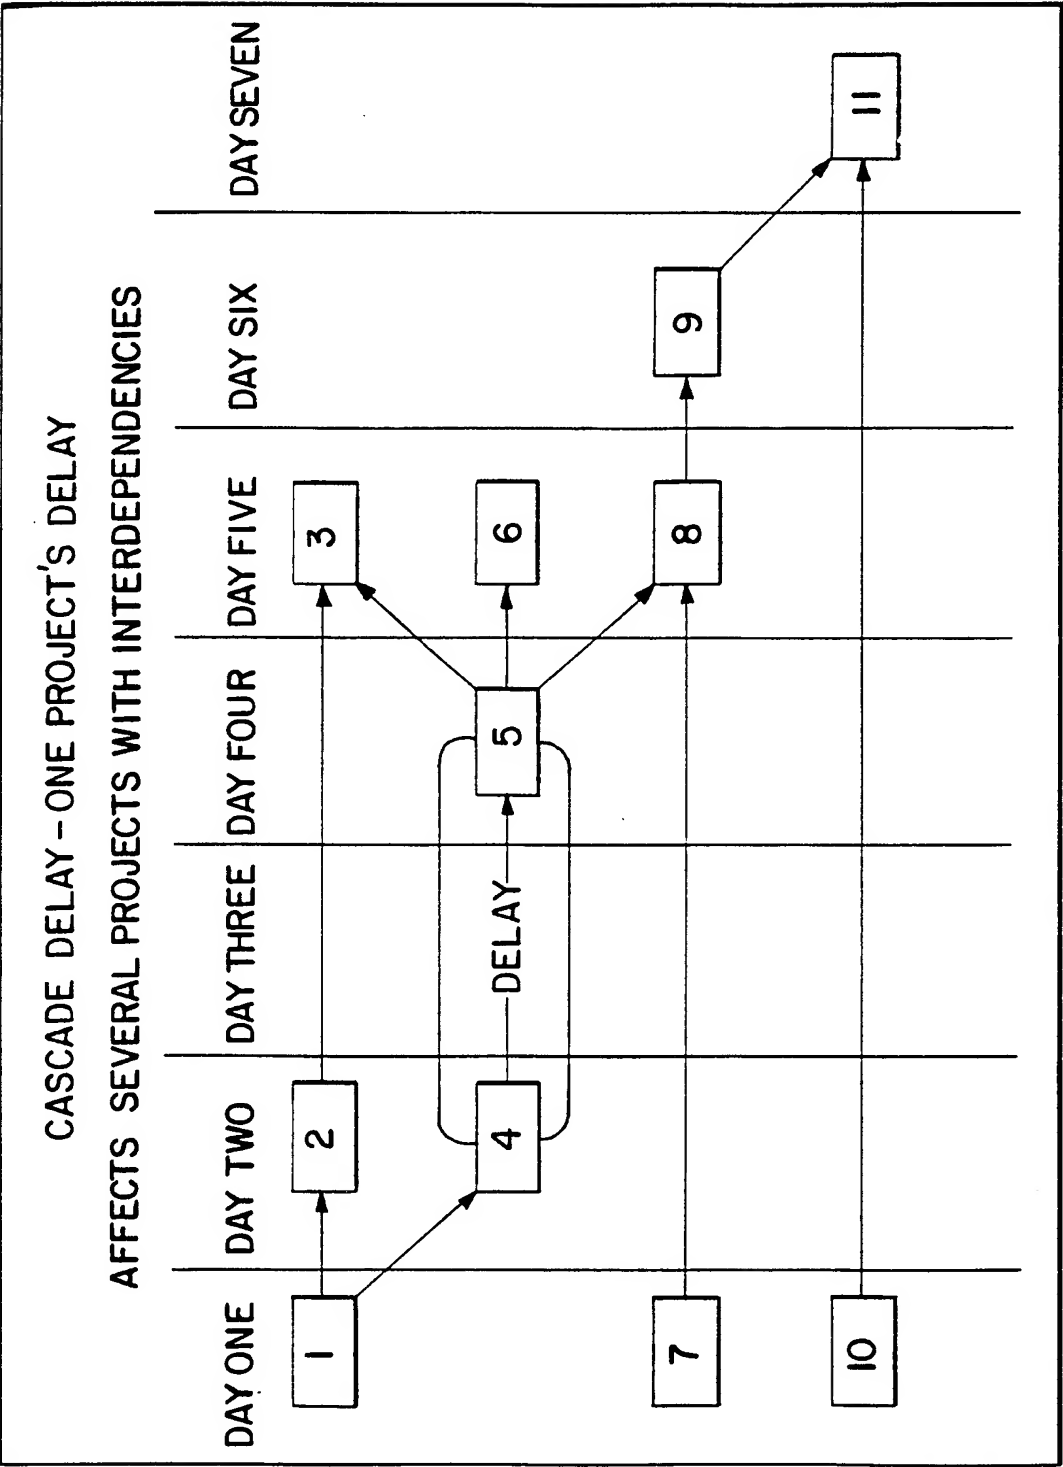 CASCADE DELAY - ONE PROJECT'S DELAY
AFFECTS SEVERAL PROJECTS WITH INTERDEPENDENCIES
DAY ONE DAY TWO DAY THREE DAY FOUR DAY FIVE DAY SIX DAY SEVEN
1 2 3
4 DELAY 5 6
7 8 9
10 11